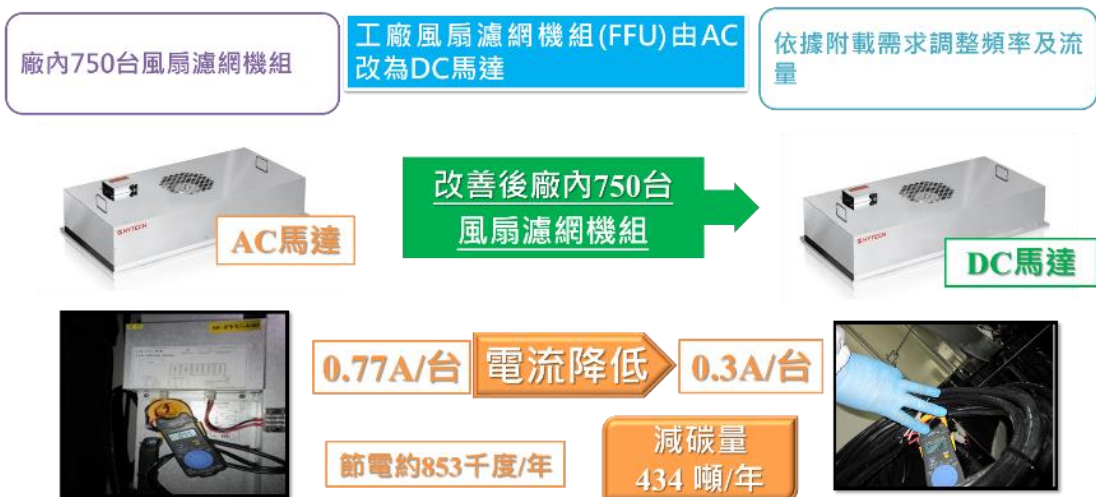 廠內750台風扇濾網機組
工廠風扇濾網機組(FFU)由AC
改為DC馬達
依據附載需求調整頻率及流
量
改善後廠內750台
風扇濾網機組
HYTECH
AC馬達
HYTECH
DC馬達
0.77A/台
電流降低
0.3A/台
節電約853千度/年
減碳量
434 噸/年